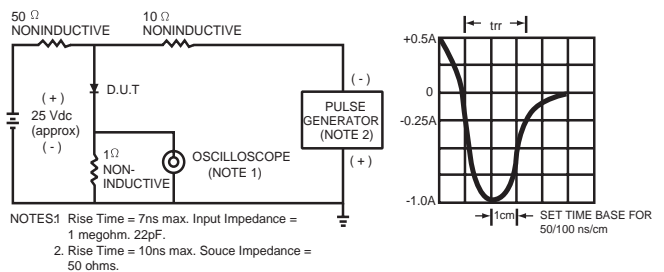 50 Ω
NONINDUCTIVE
10 Ω
NONINDUCTIVE
(+)
25 Vdc
(approx)
(-)
D.U.T
1Ω
NON-
INDUCTIVE
OSCILLOSCOPE
(NOTE 1)
(-)
PULSE
GENERATOR
(NOTE 2)
(+)
NOTES:1 Rise Time = 7ns max. Input Impedance =
1 megohm. 22pF.
2. Rise Time = 10ns max. Souce Impedance =
50 ohms.
trr
+0.5A
0
-0.25A
-1.0A
1cm
SET TIME BASE FOR
50/100 ns/cm